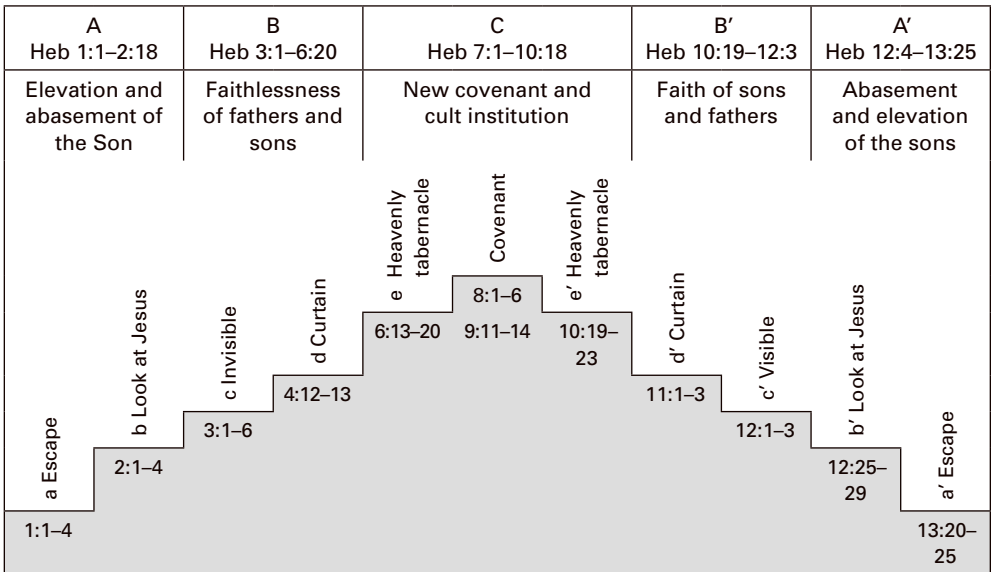 A
Heb 1:1–2:18
B
Heb 3:1–6:20
C
Heb 7:1–10:18
B′
Heb 10:19–12:3
A′
Heb 12:4–13:25
Elevation and
abasement of
the Son
Faithlessness
of fathers and
sons
New covenant and
cult institution
Faith of sons
and fathers
Abasement
and elevation
of the sons
a Escape
1:1–4
b Look at Jesus
2:1–4
c Invisible
3:1–6
d Curtain
4:12–13
e Heavenly
tabernacle
6:13–20
Covenant
8:1–6
9:11–14
e′ Heavenly
tabernacle
10:19–
23
d′ Curtain
11:1–3
c′ Visible
12:1–3
b′ Look at Jesus
12:25–
29
a′ Escape
13:20–
25